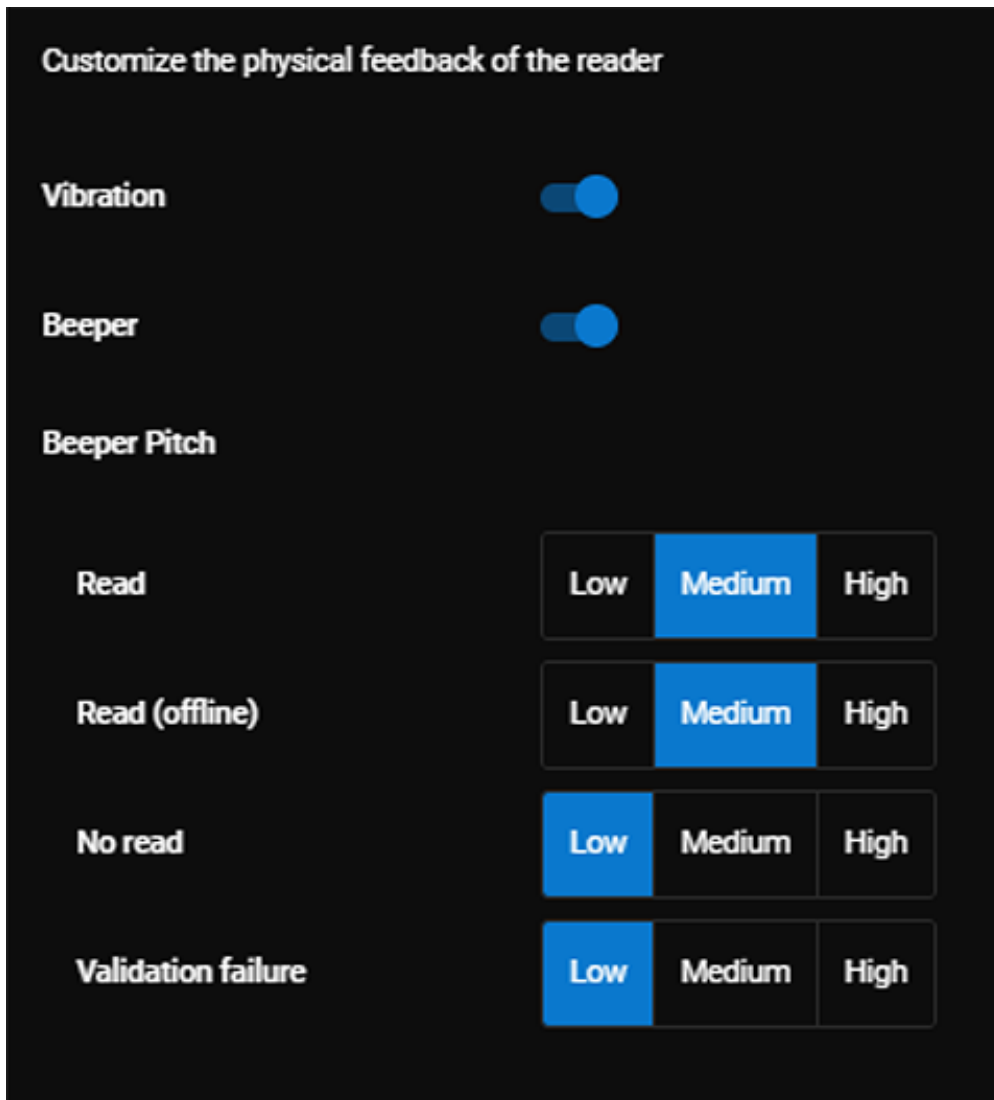 Customize the physical feedback of the reader
Vibration
Beeper
Beeper Pitch
Read Low Medium High
Read (offline) Low Medium High
No read Low Medium High
Validation failure Low Medium High